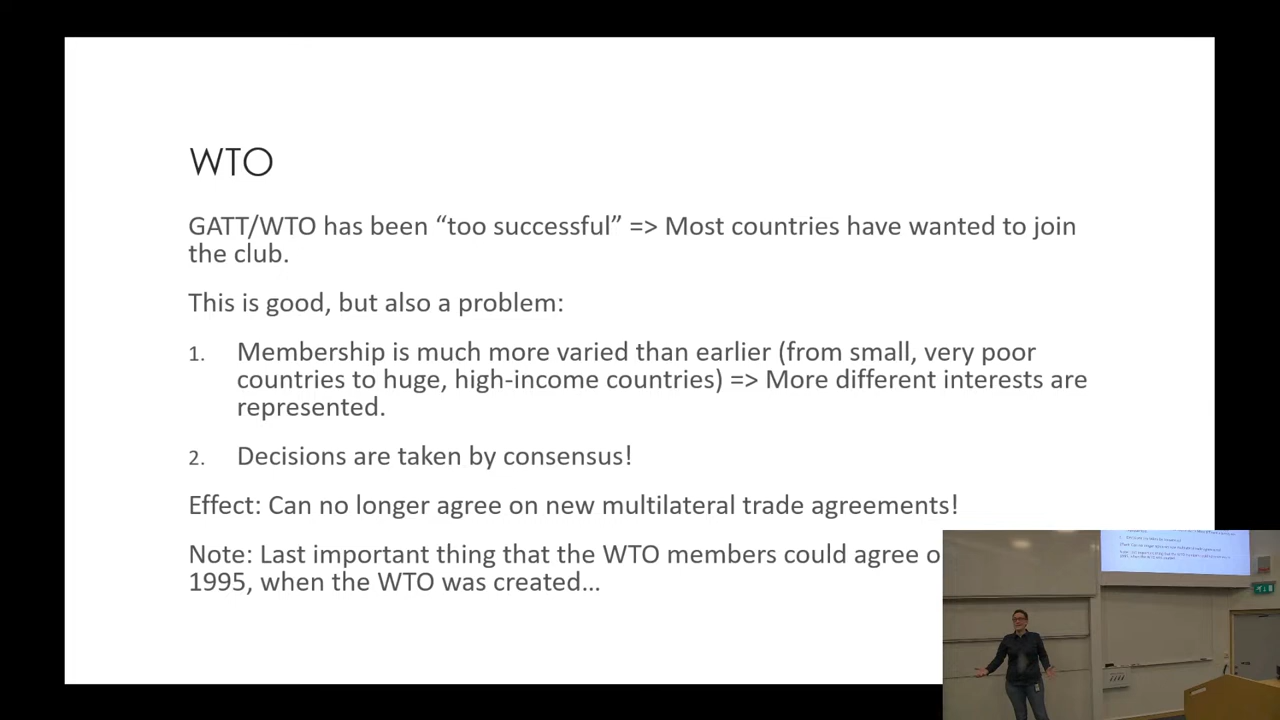 WTO
GATT/WTO has been “too successful” => Most countries have wanted to join
the club.
This is good, but also a problem:
1. Membership is much more varied than earlier (from small, very poor
countries to huge, high-income countries) => More different interests are
represented.
2. Decisions are taken by consensus!
Effect: Can no longer agree on new multilateral trade agreements!
Note: Last important thing that the WTO members could agree o
1995, when the WTO was created...